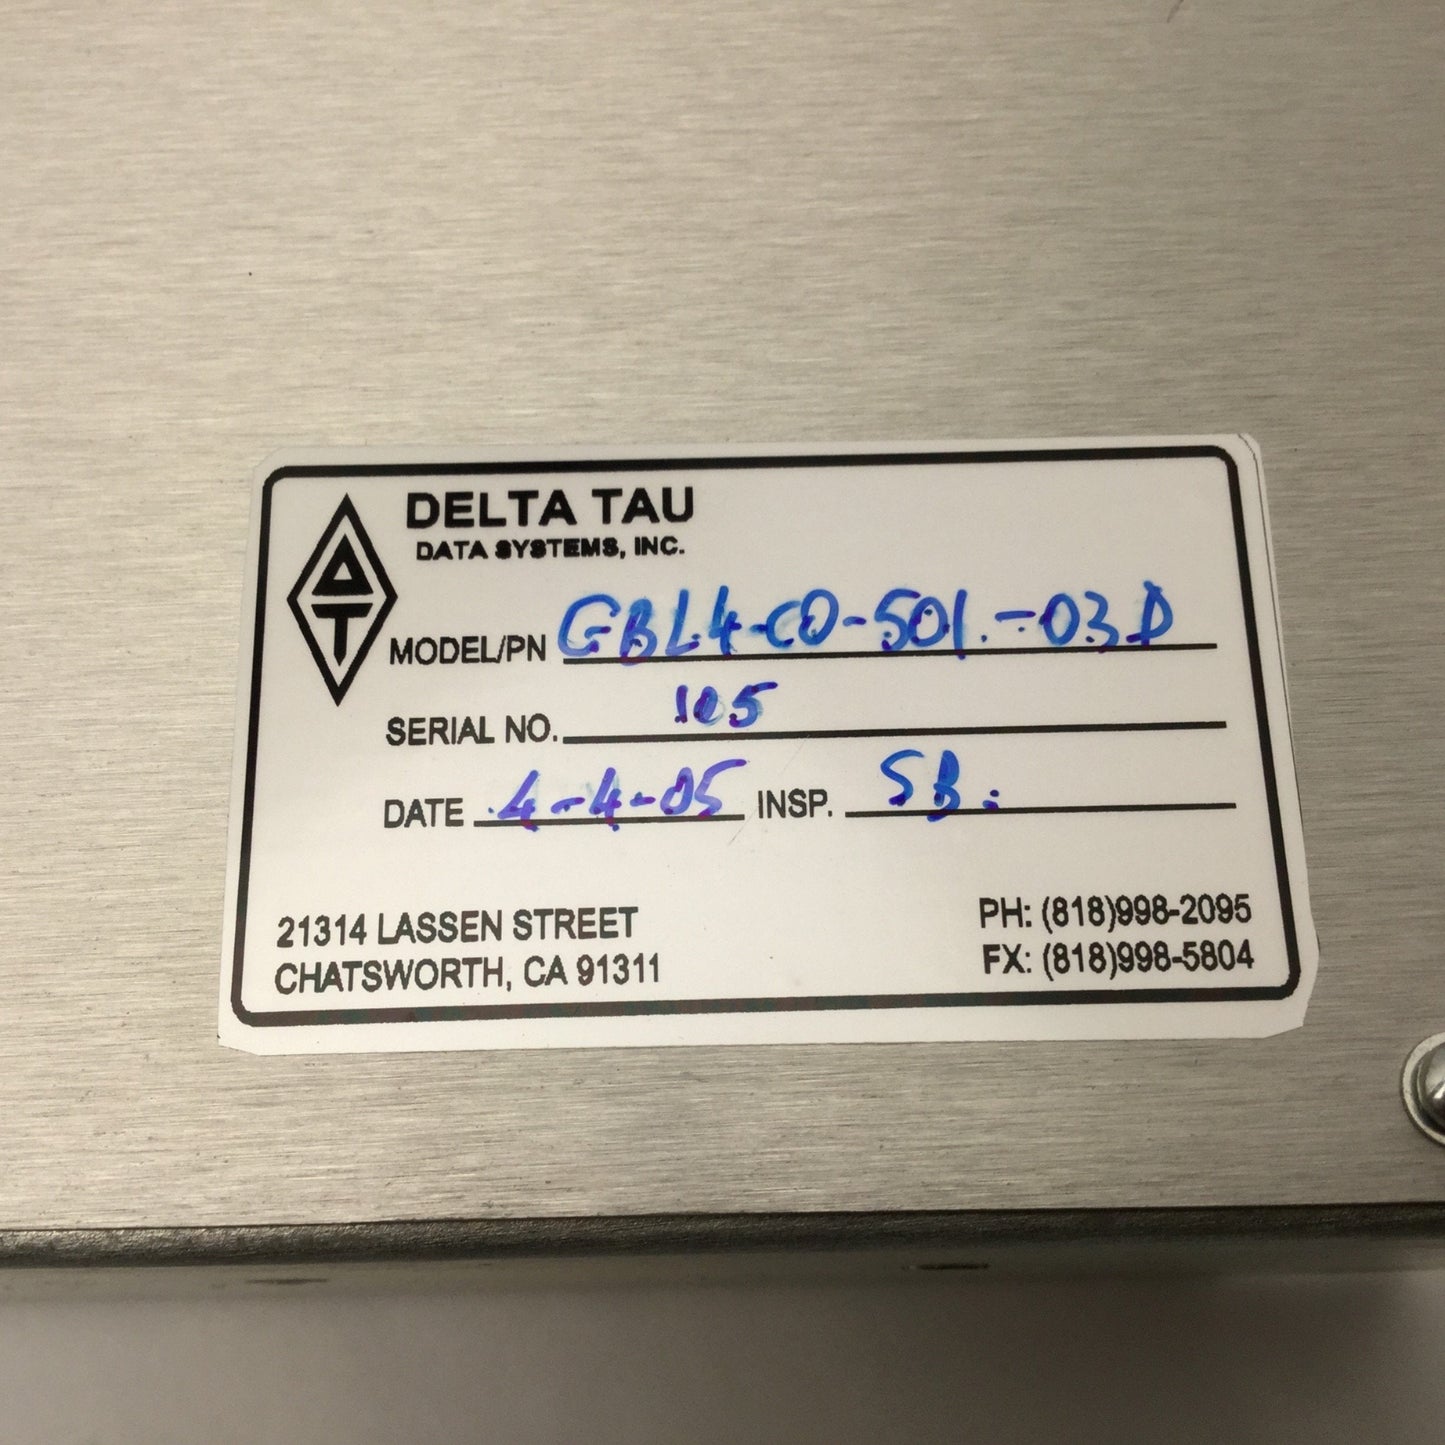 DELTA TAU
DATA SYSTEMS, INC.
ΔT
MODEL/PN GBL4-C0-501.-03D
SERIAL NO. 105
DATE 4-4-05 INSP. SB.
21314 LASSEN STREET
CHATSWORTH, CA 91311
PH: (818)998-2095
FX: (818)998-5804